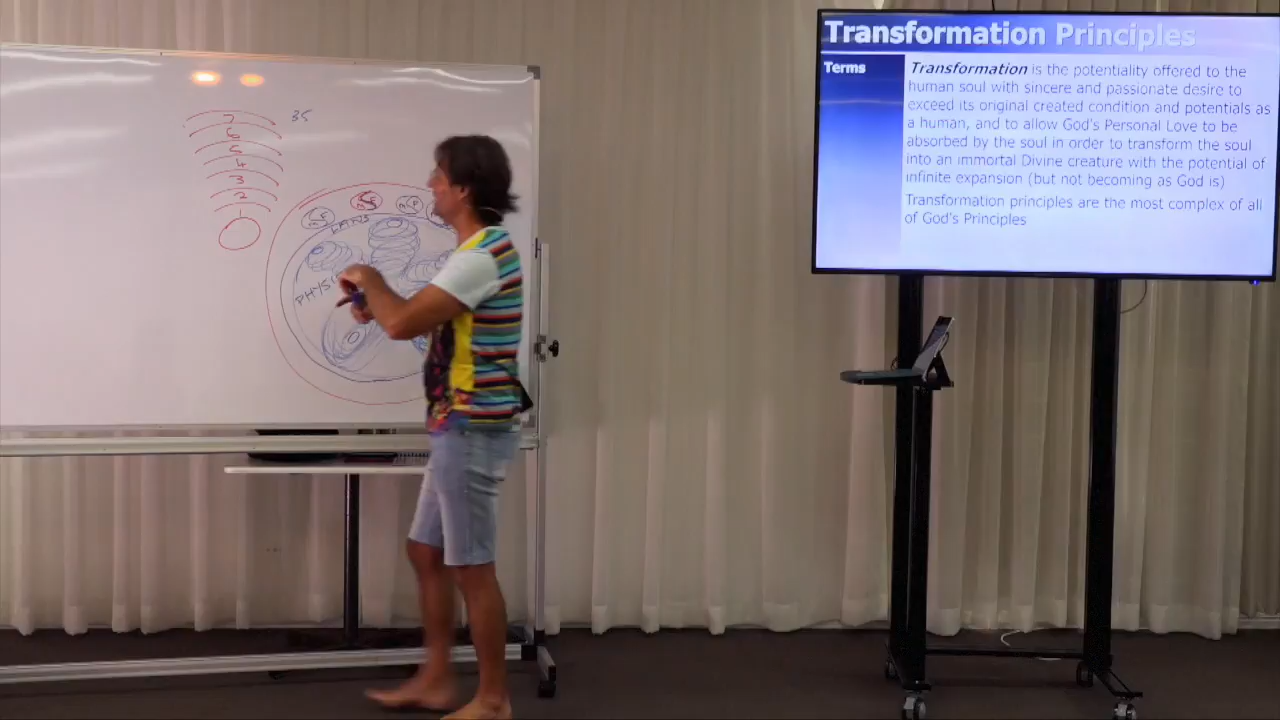 7
6
5
4
3
2
1
35
Transformation Principles
Terms
Transformation is the potentiality offered to the
human soul with sincere and passionate desire to
exceed its original created condition and potentials as
a human, and to allow God's Personal Love to be
absorbed by the soul in order to transform the soul
into an immortal Divine creature with the potential of
infinite expansion (but not becoming as God is)
Transformation principles are the most complex of all
of God's Principles